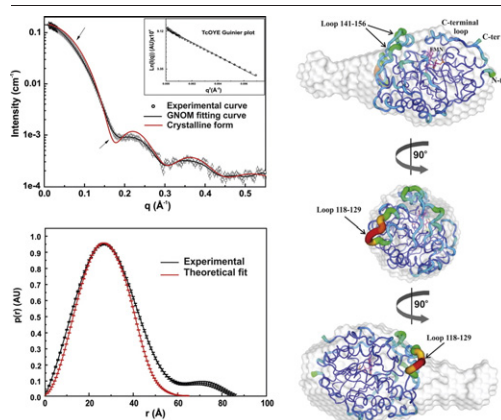 TcOYE Guinier plot
Experimental curve
GNOM fitting curve
Crystalline form
Intensity (cm⁻¹)
0.1
0.01
1e-3
1e-4
0.0 0.1 0.2 0.3 0.4 0.5
q (Å⁻¹)
Experimental
Theoretical fit
p(r) (AU)
1.0
0.9
0.8
0.7
0.6
0.5
0.4
0.3
0.2
0.1
0.0
0 20 40 60 80 100
r (Å)
Loop 141-156
C-terminal
loop
C-ter
FMN
90°
Loop 118-129
90°
Loop 118-129